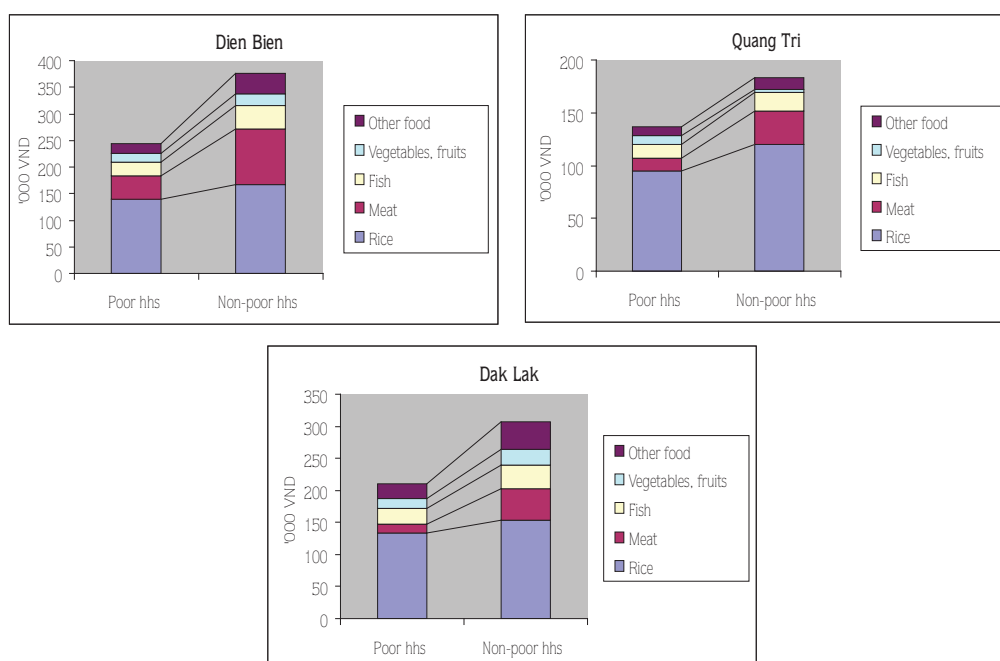 Dien Bien
400
350
300
250
200
150
100
50
0
'000 VND
Poor hhs
Non-poor hhs
Other food
Vegetables, fruits
Fish
Meat
Rice
Quang Tri
200
150
100
50
0
'000 VND
Poor hhs
Non-poor hhs
Other food
Vegetables, fruits
Fish
Meat
Rice
Dak Lak
350
300
250
200
150
100
50
0
'000 VND
Poor hhs
Non-poor hhs
Other food
Vegetables, fruits
Fish
Meat
Rice